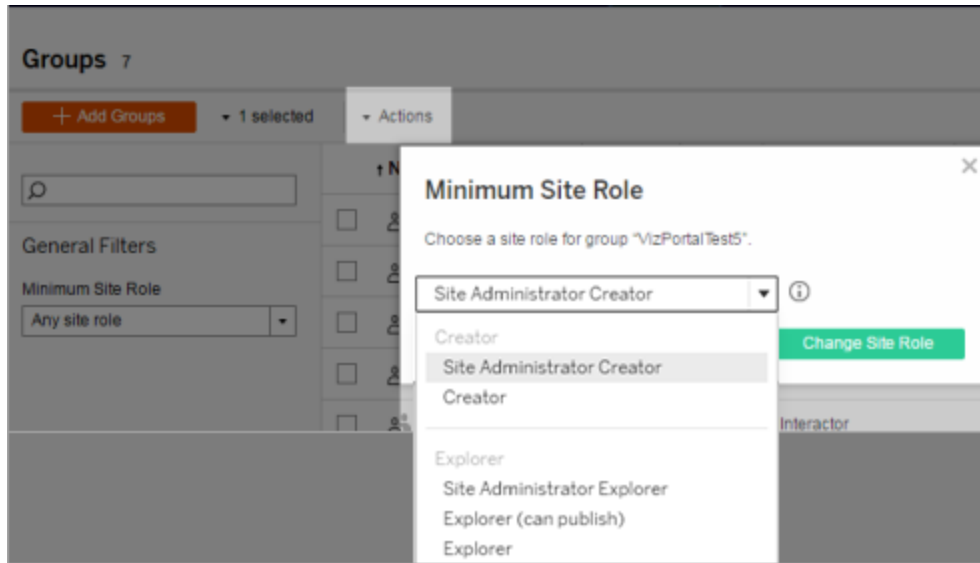 Groups 7
+ Add Groups
1 selected
Actions
N
Minimum Site Role
Choose a site role for group "VizPortalTest5".
General Filters
Minimum Site Role
Any site role
Site Administrator Creator
Change Site Role
Creator
Site Administrator Creator
Creator
Interactor
Explorer
Site Administrator Explorer
Explorer (can publish)
Explorer